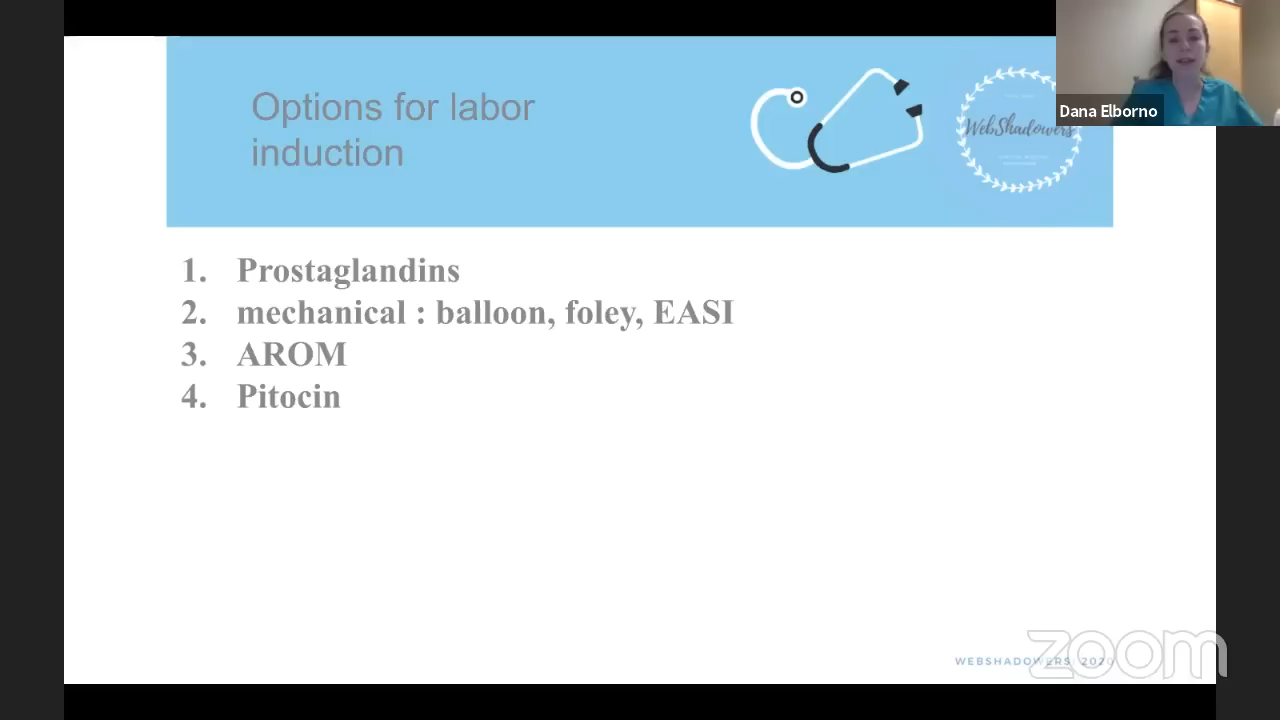 Options for labor
induction
WebShadowers
Dana Elborno
1. Prostaglandins
2. mechanical : balloon, foley, EASI
3. AROM
4. Pitocin
WEBSHADOWERS 2020
zoom